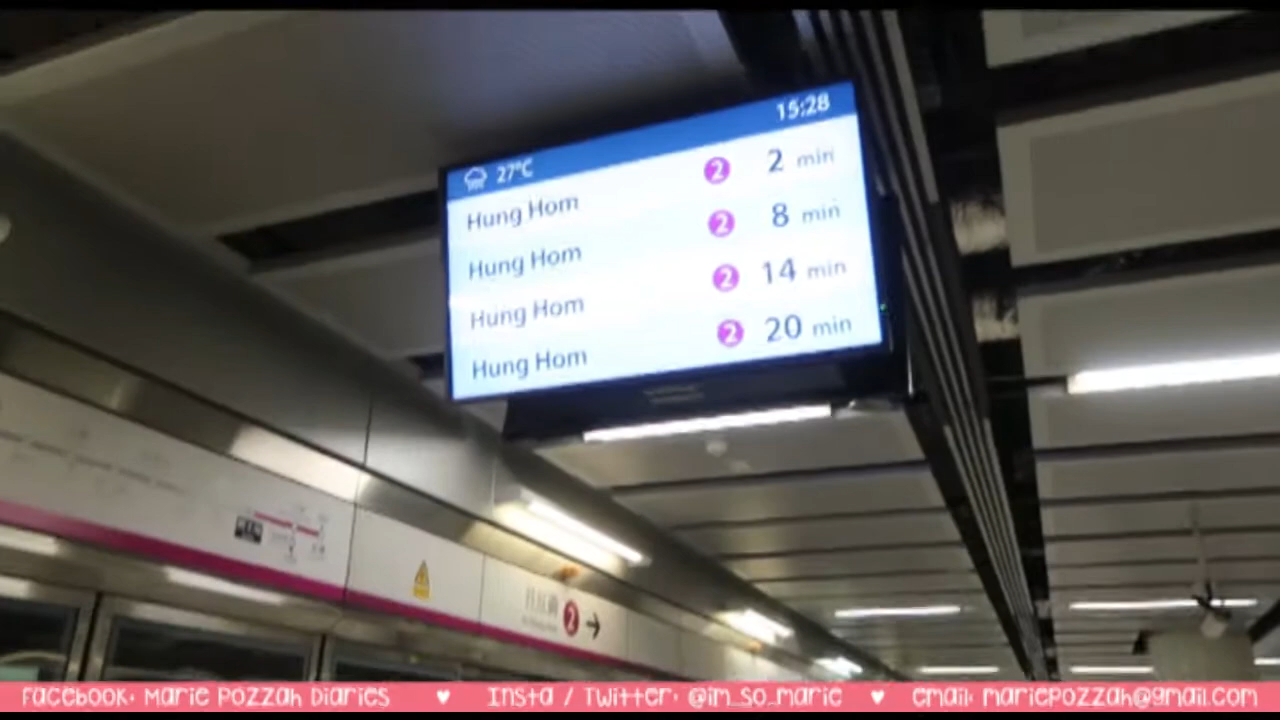 15:28
27°C
Hung Hom 2 2 min
Hung Hom 2 8 min
Hung Hom 2 14 min
Hung Hom 2 20 min
2
Facebook: Marie Pozzah Diaries ♥ Insta / Twitter: @im_so_marie ♥ email: mariepozzah@gmail.com